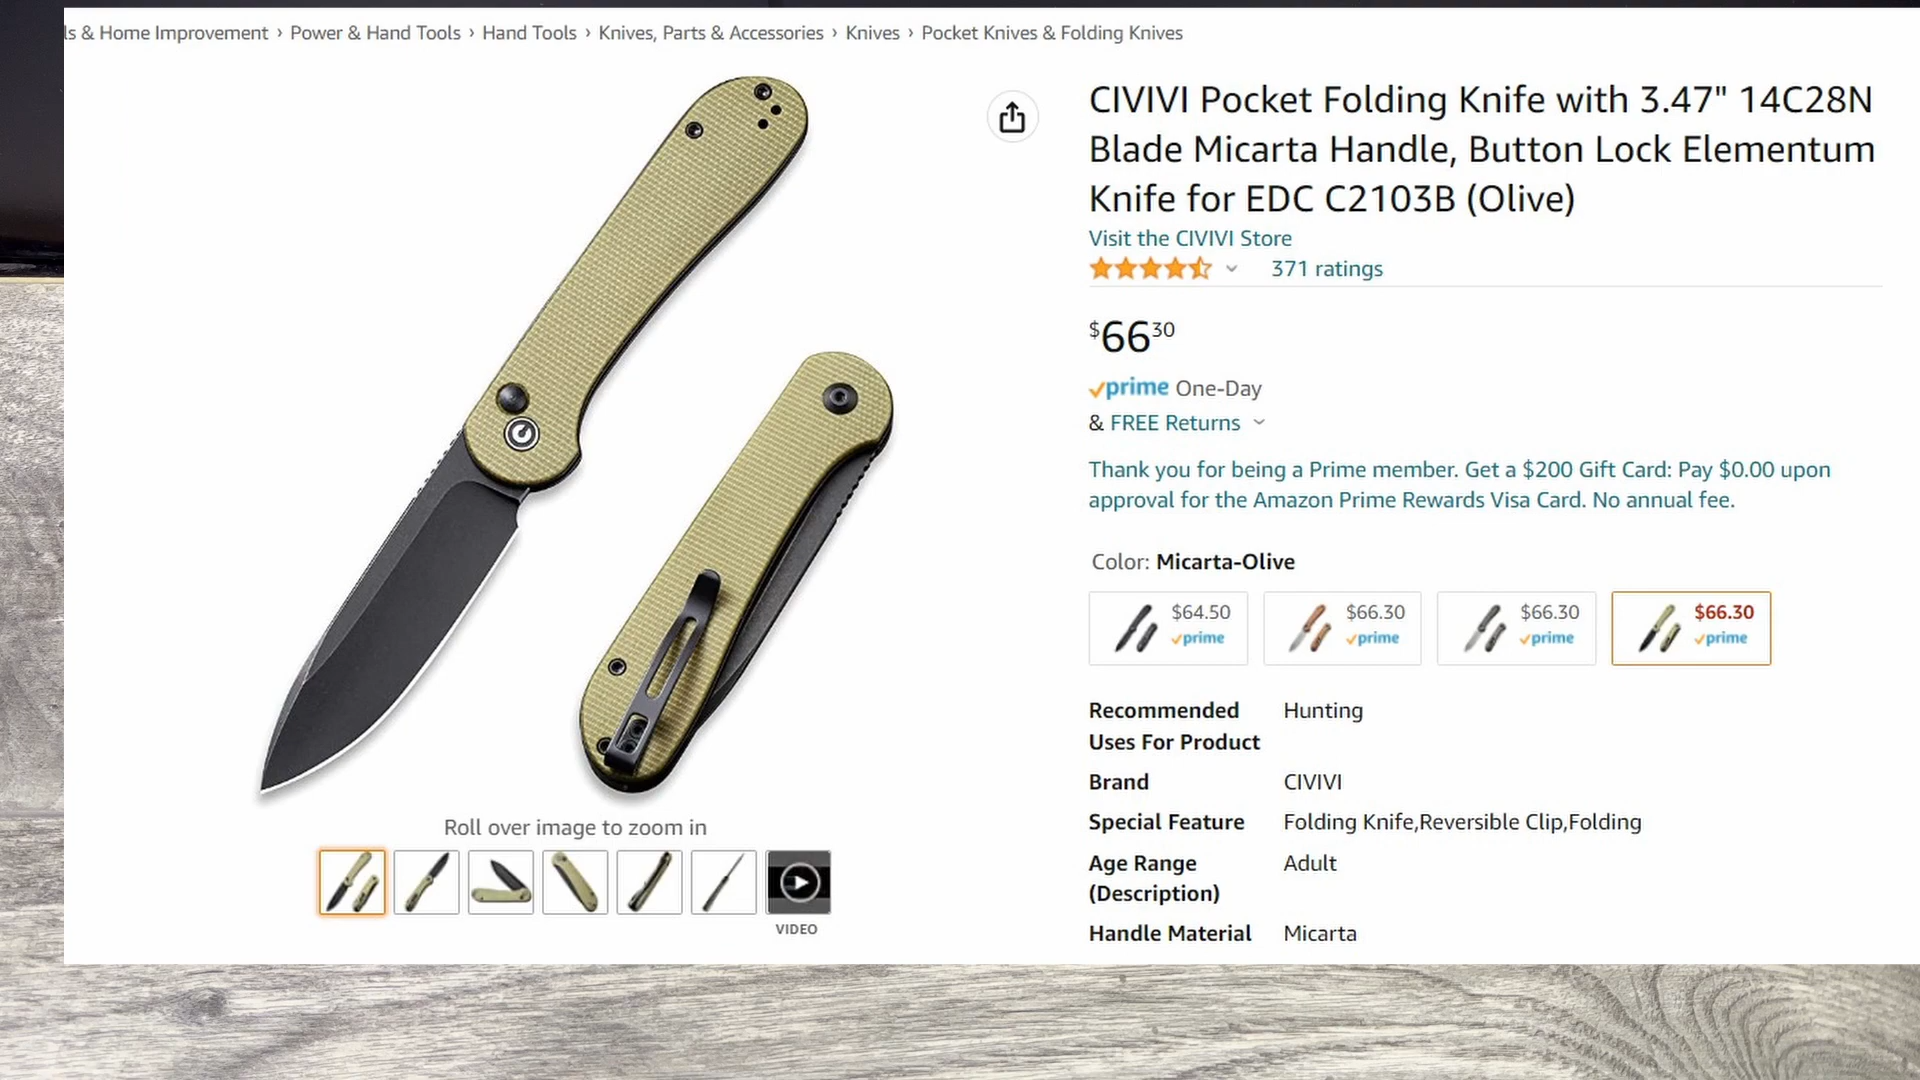 ls & Home Improvement › Power & Hand Tools › Hand Tools › Knives, Parts & Accessories › Knives › Pocket Knives & Folding Knives
CIVIVI Pocket Folding Knife with 3.47" 14C28N
Blade Micarta Handle, Button Lock Elementum
Knife for EDC C2103B (Olive)
Visit the CIVIVI Store
371 ratings
$66.30
prime One-Day
& FREE Returns
Thank you for being a Prime member. Get a $200 Gift Card: Pay $0.00 upon
approval for the Amazon Prime Rewards Visa Card. No annual fee.
Color: Micarta-Olive
$64.50 $66.30 $66.30 $66.30
prime prime prime prime
Recommended Hunting
Uses For Product
Brand CIVIVI
Special Feature Folding Knife,Reversible Clip,Folding
Age Range Adult
(Description)
Handle Material Micarta
Roll over image to zoom in
VIDEO